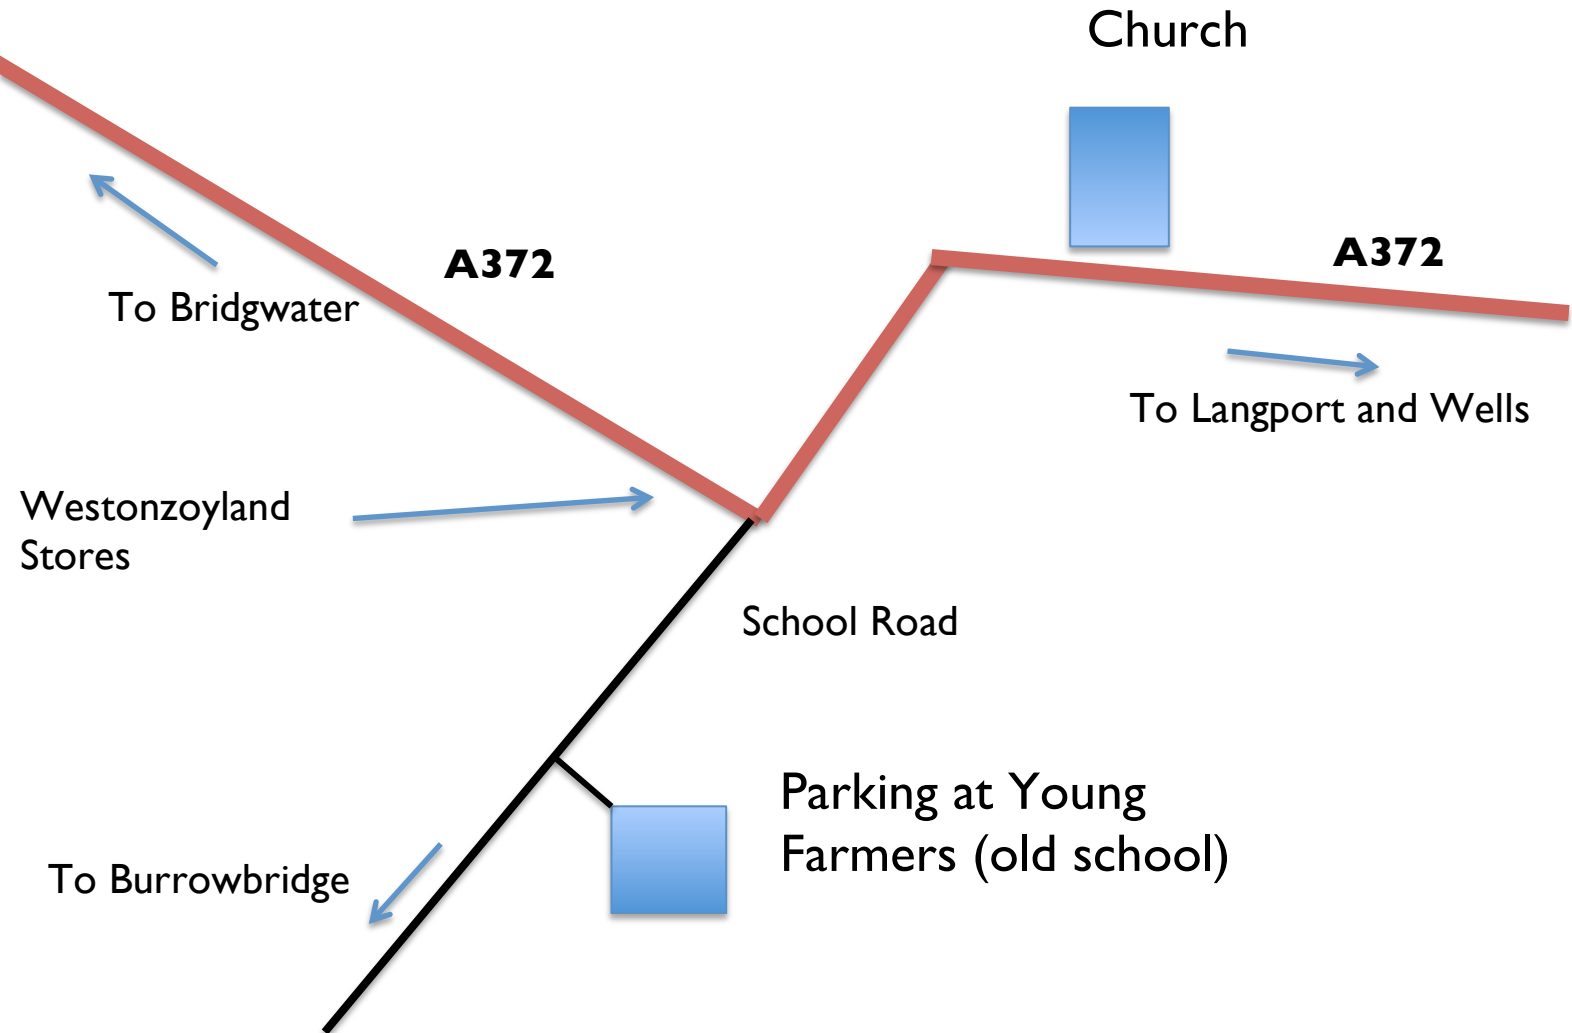 Church
A372
A372
To Bridgwater
To Langport and Wells
Westonzoyland
Stores
School Road
Parking at Young
Farmers (old school)
To Burrowbridge